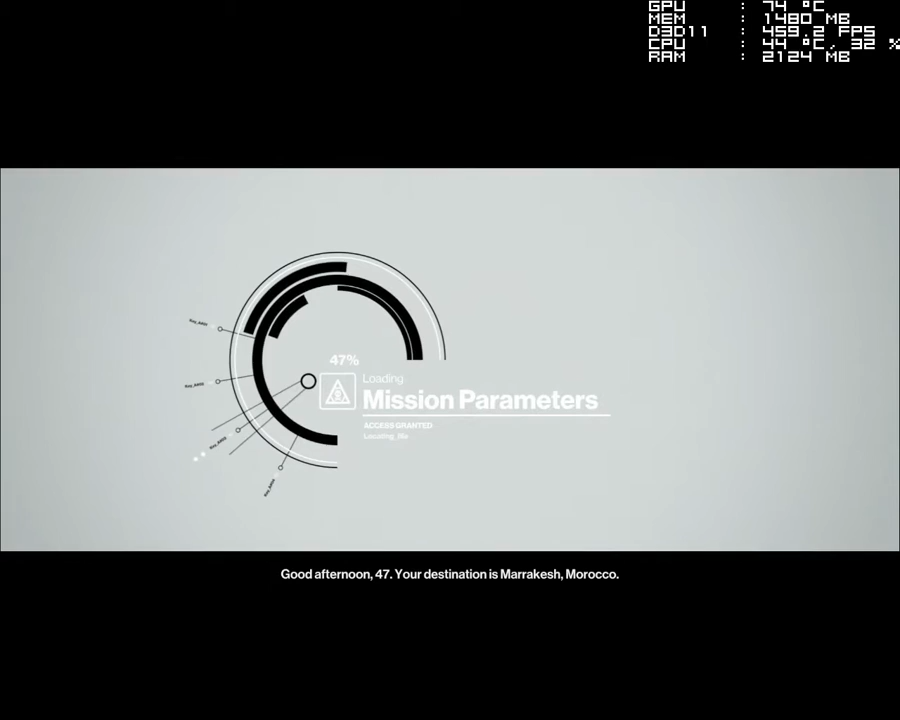 GPU : 74 °C
MEM : 1480 MB
D3D11 : 459.2 FPS
CPU : 44 °C, 32 %
RAM : 2124 MB
47%
Loading
Mission Parameters
ACCESS GRANTED
Good afternoon, 47. Your destination is Marrakesh, Morocco.